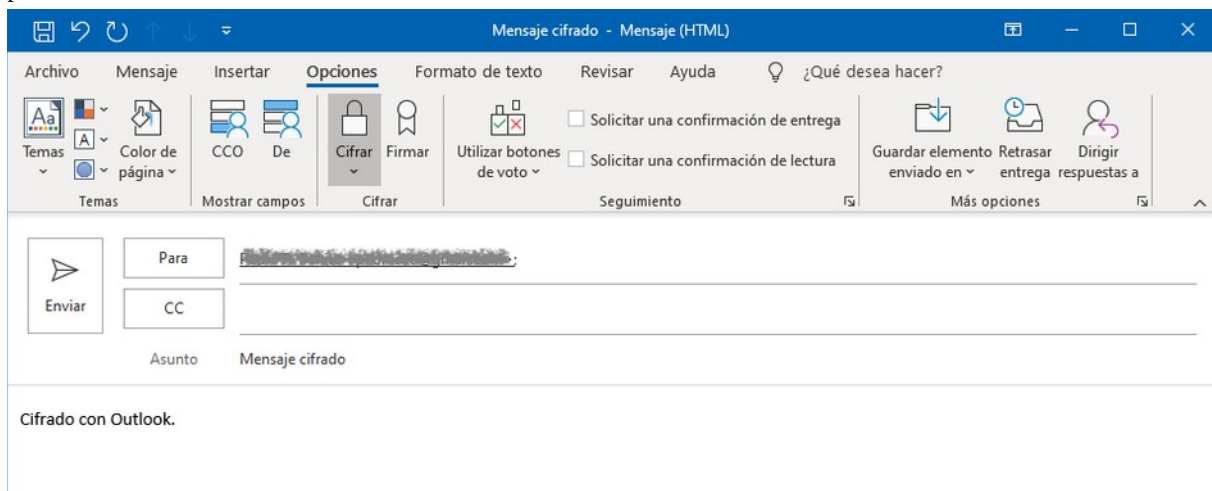 Mensaje cifrado - Mensaje (HTML)
Archivo Mensaje Insertar Opciones Formato de texto Revisar Ayuda ¿Qué desea hacer?
Aa
A
Temas
Color de página
CCO De
Cifrar Firmar
Utilizar botones de voto
Solicitar una confirmación de entrega
Solicitar una confirmación de lectura
Guardar elemento enviado en
Retrasar entrega
Dirigir respuestas a
Temas Mostrar campos Cifrar Seguimiento Más opciones
Enviar
Para
CC
Asunto Mensaje cifrado
Cifrado con Outlook.